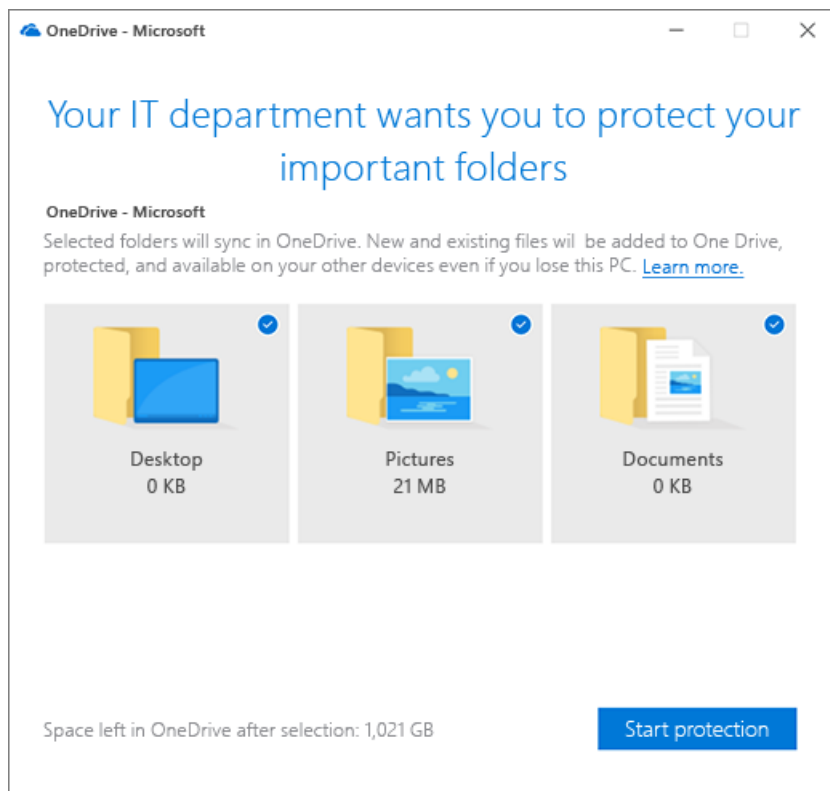 OneDrive - Microsoft
Your IT department wants you to protect your
important folders
OneDrive - Microsoft
Selected folders will sync in OneDrive. New and existing files wil be added to One Drive,
protected, and available on your other devices even if you lose this PC. Learn more.
Desktop
0 KB
Pictures
21 MB
Documents
0 KB
Space left in OneDrive after selection: 1,021 GB
Start protection